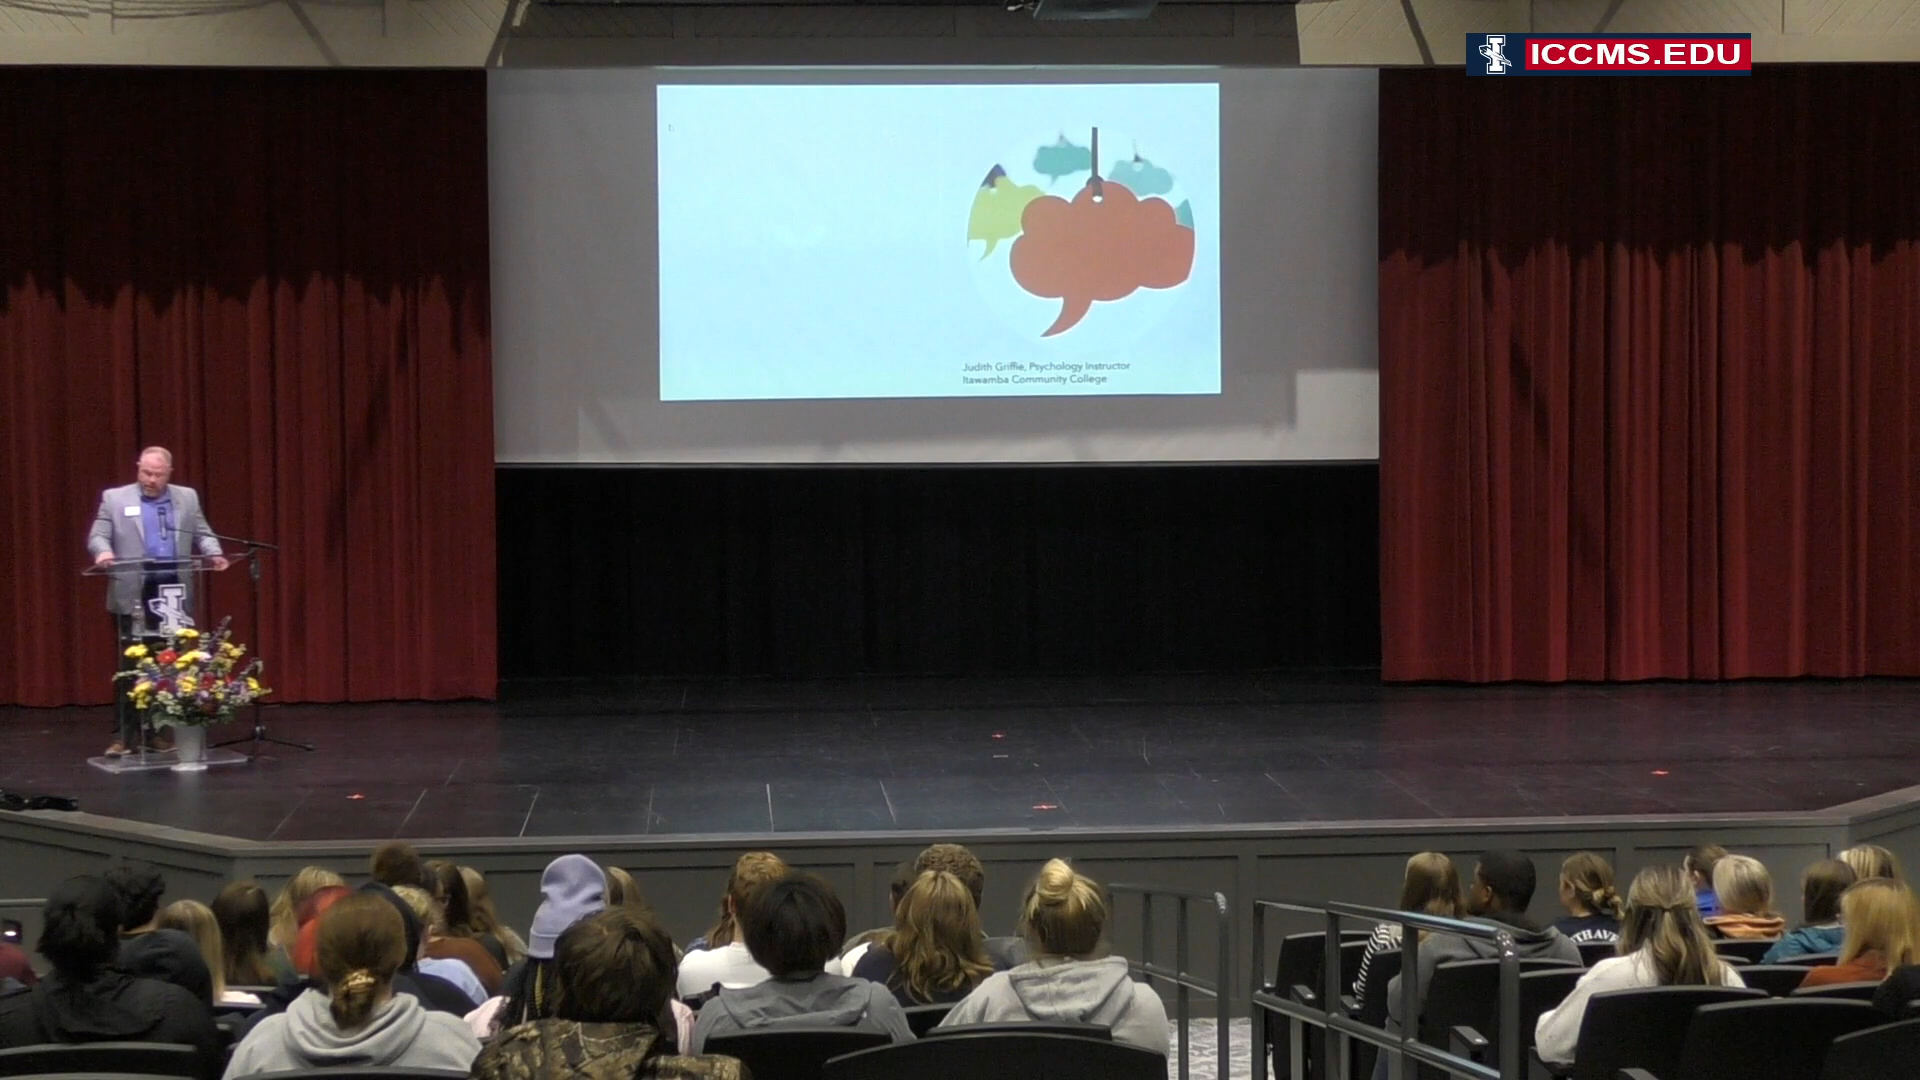 ICCMS.EDU
Judith Griffie, Psychology Instructor
Itawamba Community College